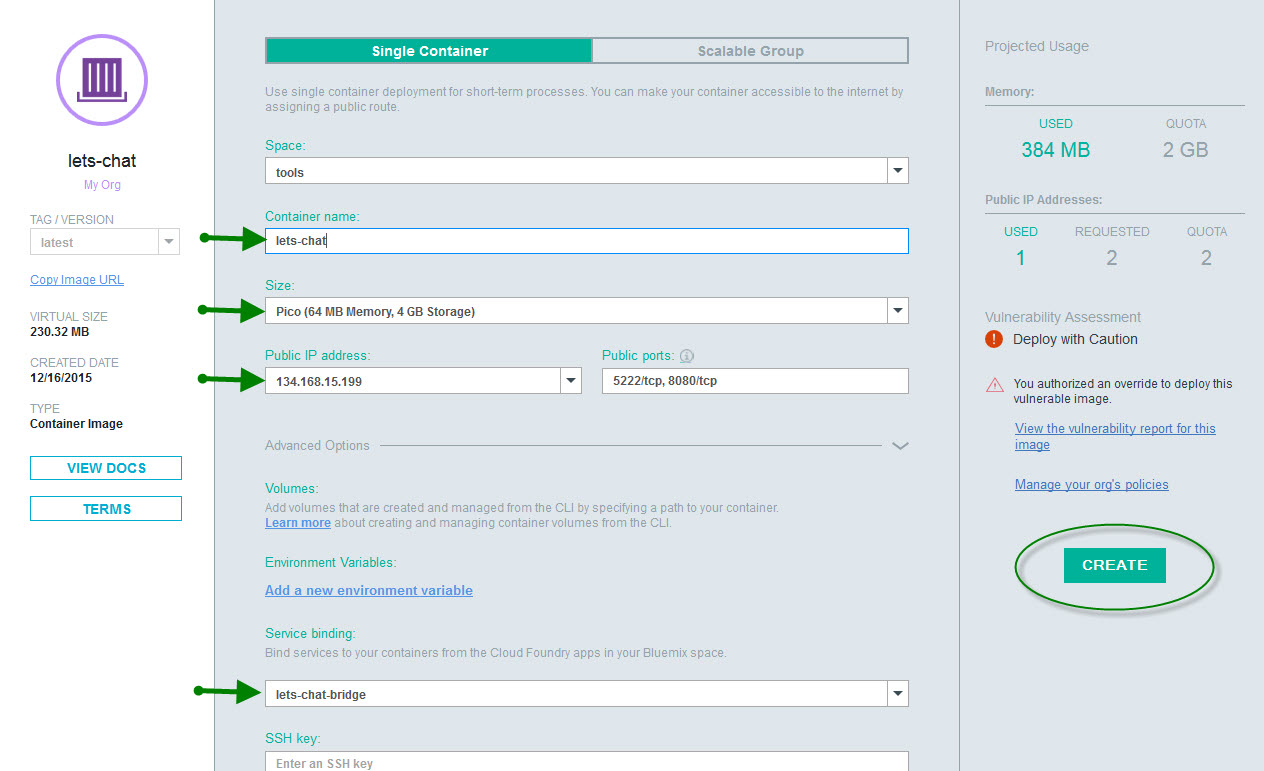 lets-chat
My Org
TAG / VERSION
latest
Copy Image URL
VIRTUAL SIZE
230.32 MB
CREATED DATE
12/16/2015
TYPE
Container Image
VIEW DOCS
TERMS
Single Container
Scalable Group
Use single container deployment for short-term processes. You can make your container accessible to the internet by
assigning a public route.
Space:
tools
Container name:
lets-chat
Size:
Pico (64 MB Memory, 4 GB Storage)
Public IP address:
Public ports:
134.168.15.199
5222/tcp, 8080/tcp
Advanced Options
Volumes:
Add volumes that are created and managed from the CLI by specifying a path to your container.
Learn more about creating and managing container volumes from the CLI.
Environment Variables:
Add a new environment variable
Service binding:
Bind services to your containers from the Cloud Foundry apps in your Bluemix space.
lets-chat-bridge
SSH key:
Enter an SSH key
Projected Usage
Memory:
USED QUOTA
384 MB 2 GB
Public IP Addresses:
USED REQUESTED QUOTA
1 2 2
Vulnerability Assessment
Deploy with Caution
You authorized an override to deploy this
vulnerable image.
View the vulnerability report for this
image
Manage your org's policies
CREATE